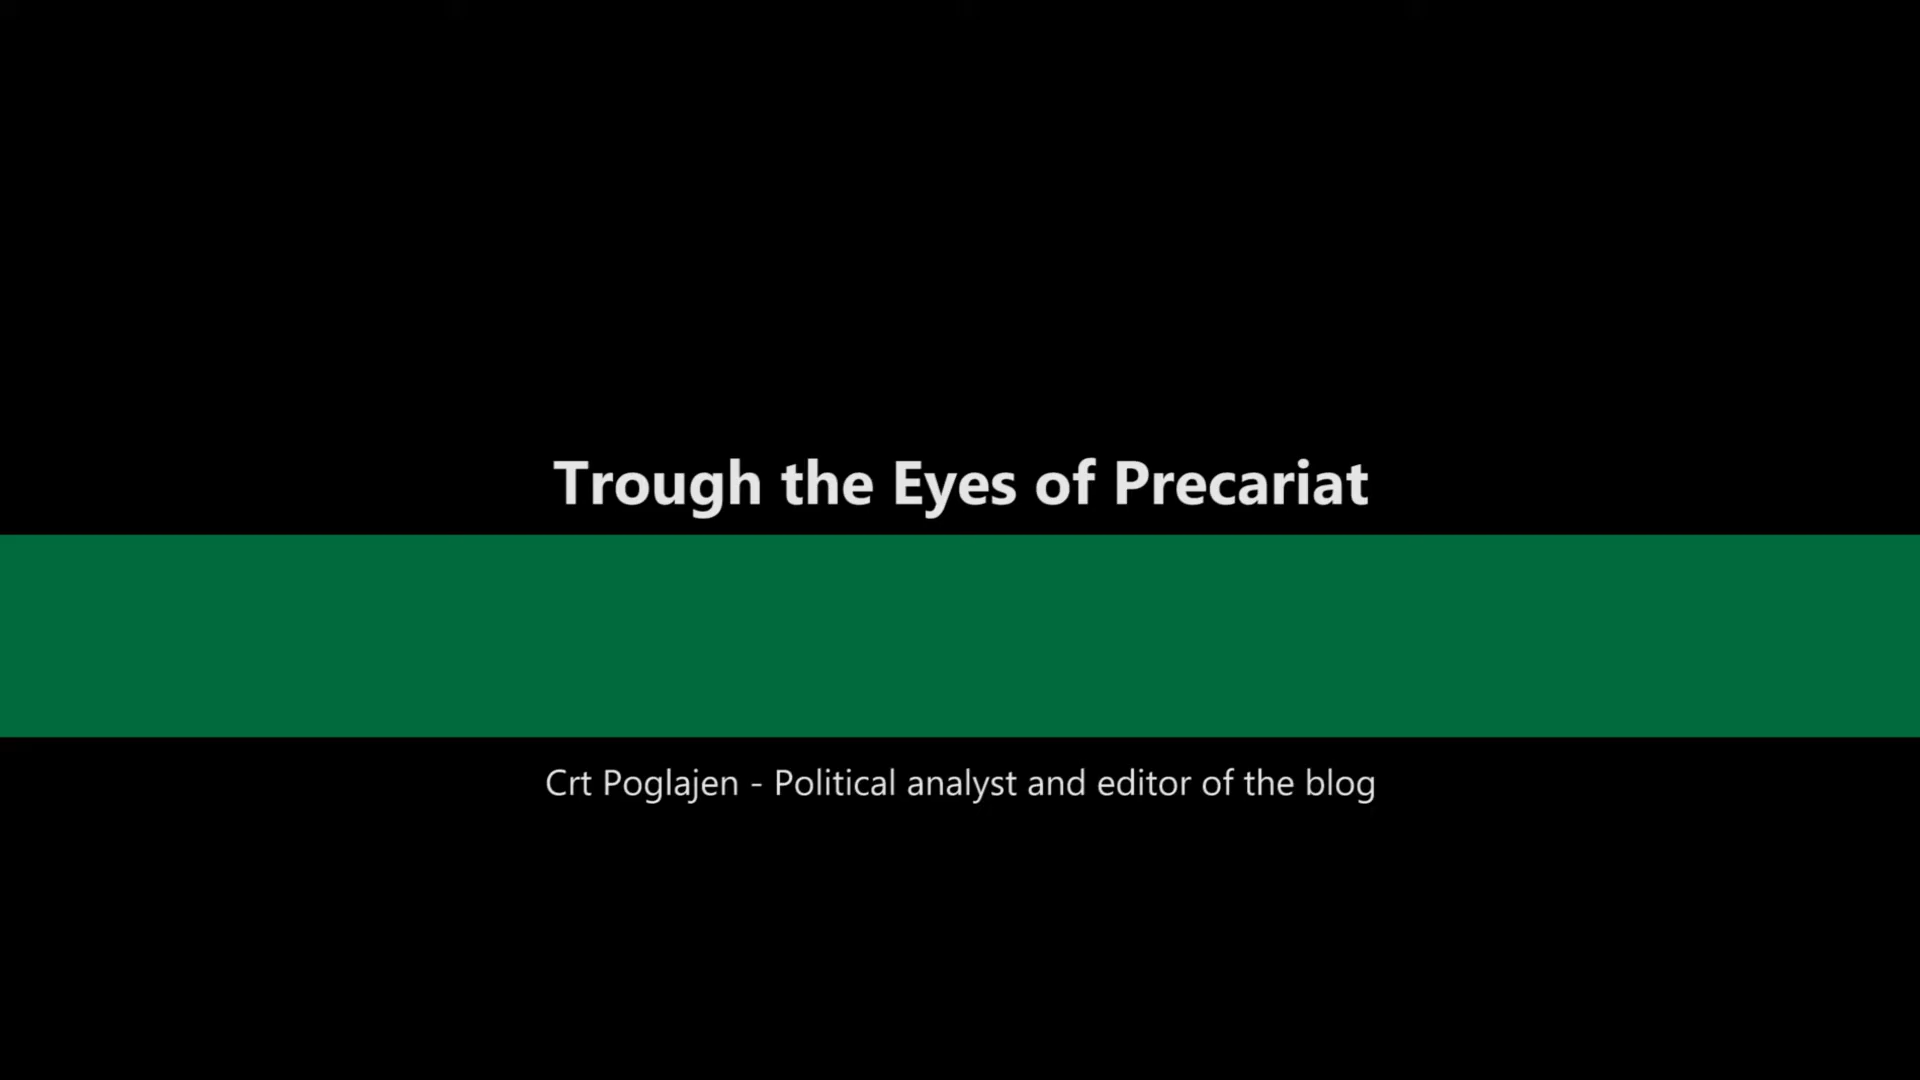 Trough the Eyes of Precariat
Crt Poglajen - Political analyst and editor of the blog